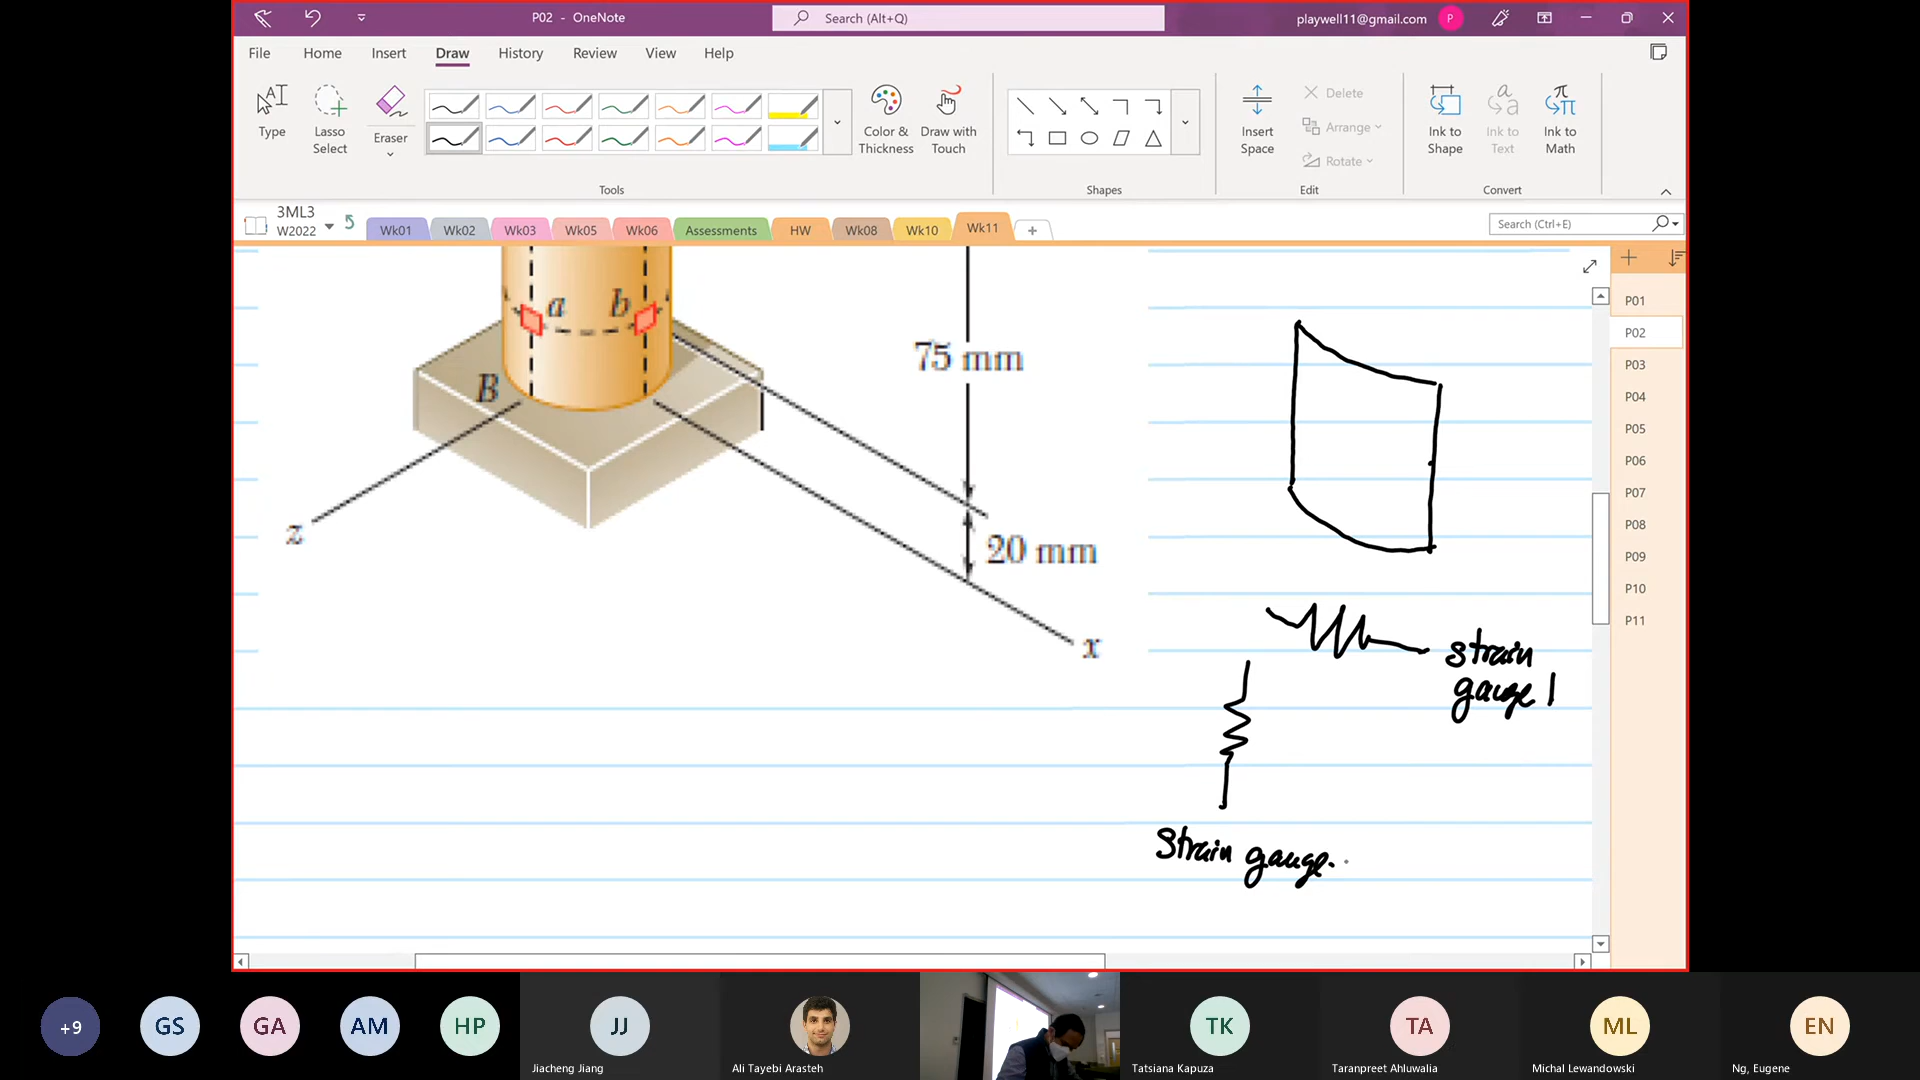 P02 - OneNote
Search (Alt+Q)
playwell11@gmail.com
P
File Home Insert Draw History Review View Help
Type
Lasso Select
Eraser
Color & Thickness
Draw with Touch
Insert Space
Delete
Arrange
Rotate
Ink to Shape
Ink to Text
Ink to Math
Tools
Shapes
Edit
Convert
3ML3
W2022
Wk01 Wk02 Wk03 Wk05 Wk06 Assessments HW Wk08 Wk10 Wk11
Search (Ctrl+E)
P01
P02
P03
P04
P05
P06
P07
P08
P09
P10
P11
a b
75 mm
B
z
20 mm
x
strain
gauge 1
Strain gauge.
+9 GS GA AM HP JJ TK TA ML EN
Jiacheng Jiang
Ali Tayebi Arasteh
Tatsiana Kapuza
Taranpreet Ahluwalia
Michal Lewandowski
Ng, Eugene